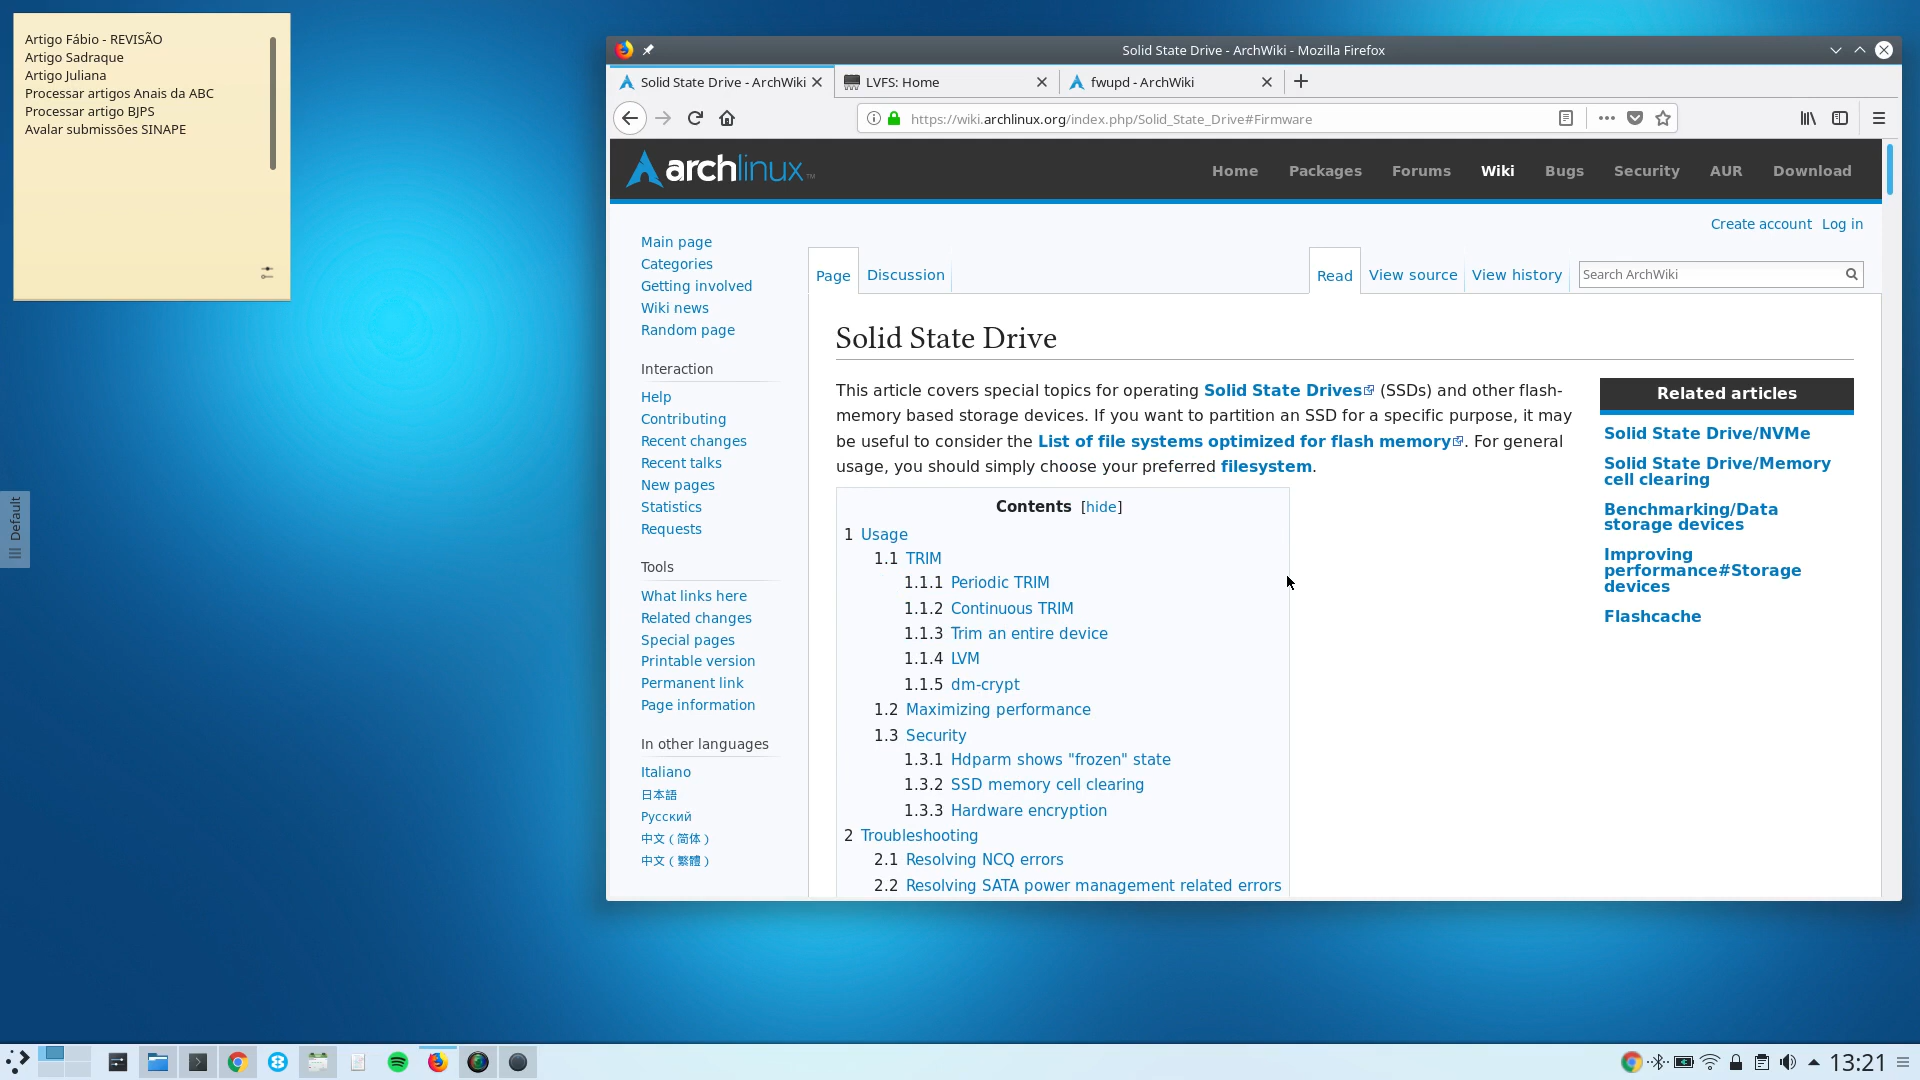 Artigo Fábio - REVISÃO
Artigo Sadraque
Artigo Juliana
Processar artigos Anais da ABC
Processar artigo BJPS
Avalar submissões SINAPE
Default
Solid State Drive - ArchWiki - Mozilla Firefox
Solid State Drive - ArchWiki
LVFS: Home
fwupd - ArchWiki
https://wiki.archlinux.org/index.php/Solid_State_Drive#Firmware
archlinux™
Home
Packages
Forums
Wiki
Bugs
Security
AUR
Download
Create account
Log in
Main page
Categories
Getting involved
Wiki news
Random page
Interaction
Help
Contributing
Recent changes
Recent talks
New pages
Statistics
Requests
Tools
What links here
Related changes
Special pages
Printable version
Permanent link
Page information
In other languages
Italiano
日本語
Русский
中文（简体）
中文（繁體）
Page
Discussion
Read
View source
View history
Search ArchWiki
Solid State Drive
This article covers special topics for operating Solid State Drives (SSDs) and other flash-
memory based storage devices. If you want to partition an SSD for a specific purpose, it may
be useful to consider the List of file systems optimized for flash memory. For general
usage, you should simply choose your preferred filesystem.
Contents [hide]
1 Usage
1.1 TRIM
1.1.1 Periodic TRIM
1.1.2 Continuous TRIM
1.1.3 Trim an entire device
1.1.4 LVM
1.1.5 dm-crypt
1.2 Maximizing performance
1.3 Security
1.3.1 Hdparm shows "frozen" state
1.3.2 SSD memory cell clearing
1.3.3 Hardware encryption
2 Troubleshooting
2.1 Resolving NCQ errors
2.2 Resolving SATA power management related errors
Related articles
Solid State Drive/NVMe
Solid State Drive/Memory
cell clearing
Benchmarking/Data
storage devices
Improving
performance#Storage
devices
Flashcache
13:21